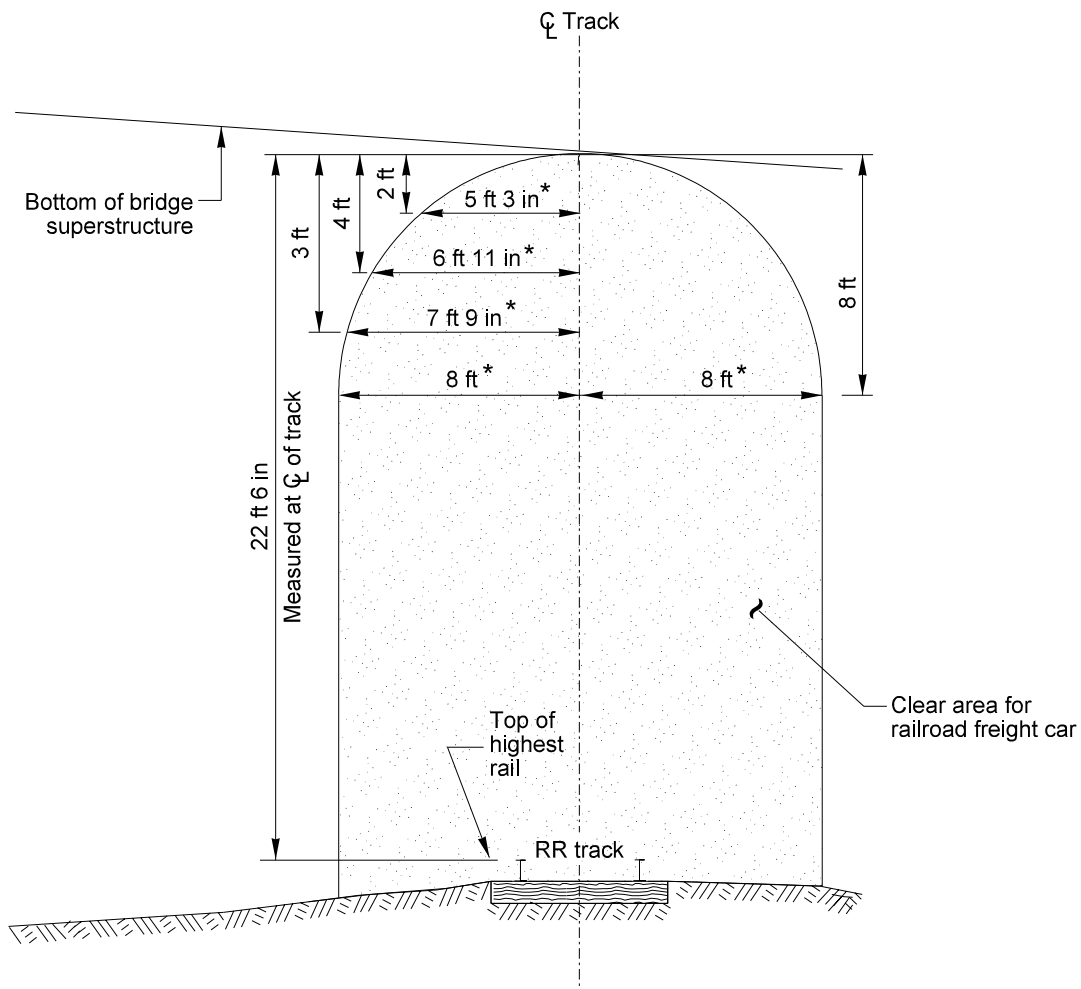 ℄ Track
Bottom of bridge
superstructure
3 ft
4 ft
2 ft
5 ft 3 in*
6 ft 11 in*
7 ft 9 in*
8 ft*
8 ft*
8 ft
22 ft 6 in
Measured at ℄ of track
Top of
highest
rail
RR track
Clear area for
railroad freight car